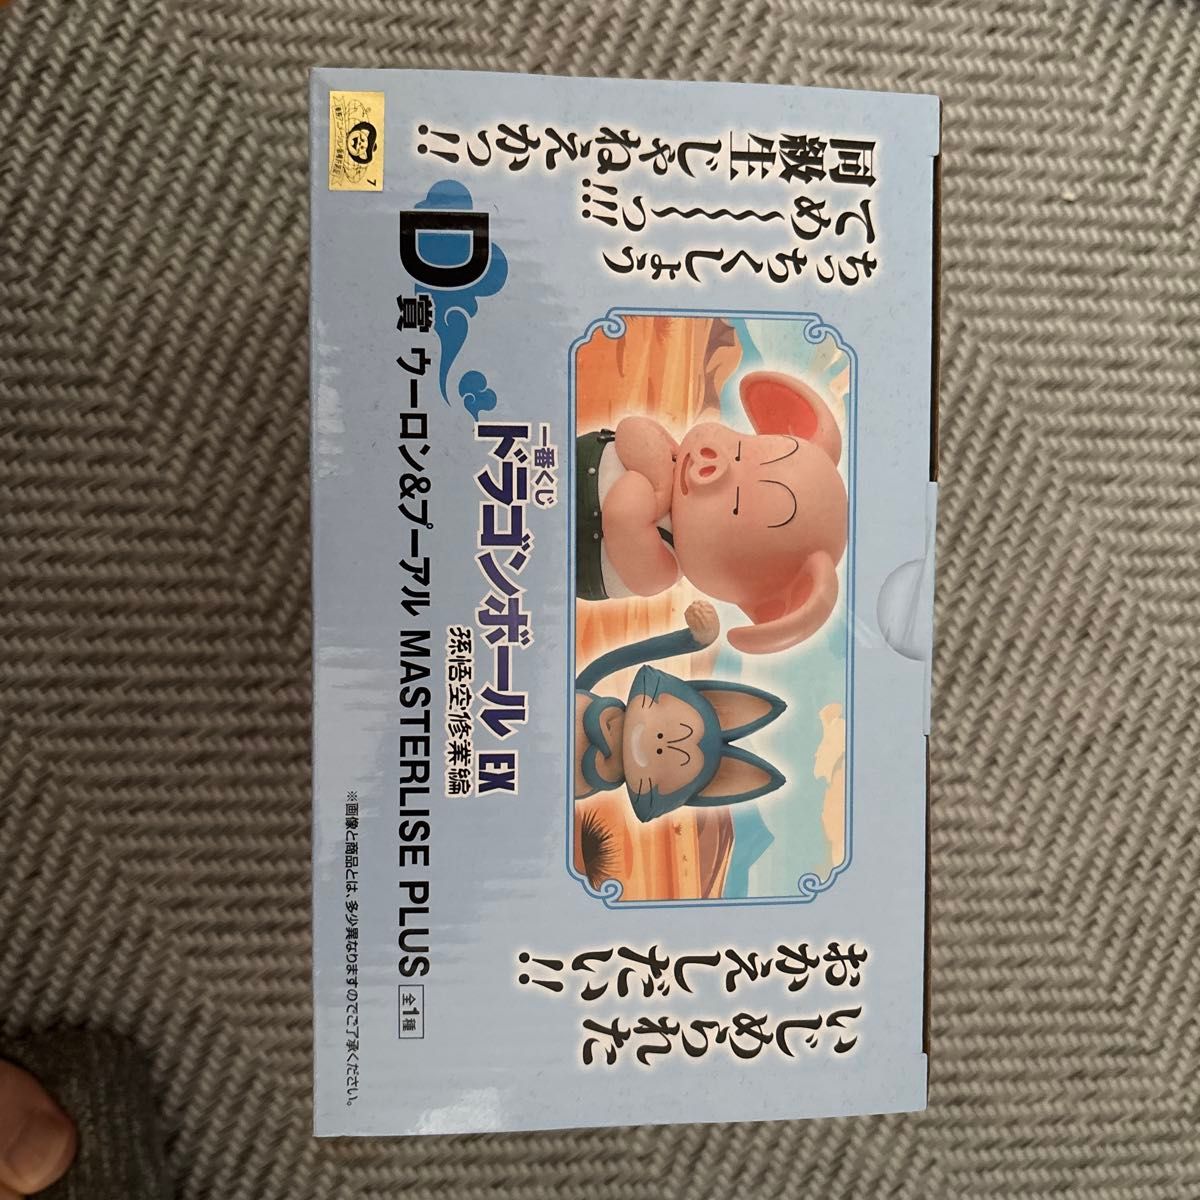 ちっちくしょう
てめ〜〜〜〜っ!!!
同級生じゃねえかっ!!
いじめられた
おかえしだい!!
一番くじ
ドラゴンボール EX
孫悟空修業編
D賞 ウーロン&プーアル MASTERLISE PLUS 全1種
※画像と商品とは、多少異なりますのでご了承ください。
7